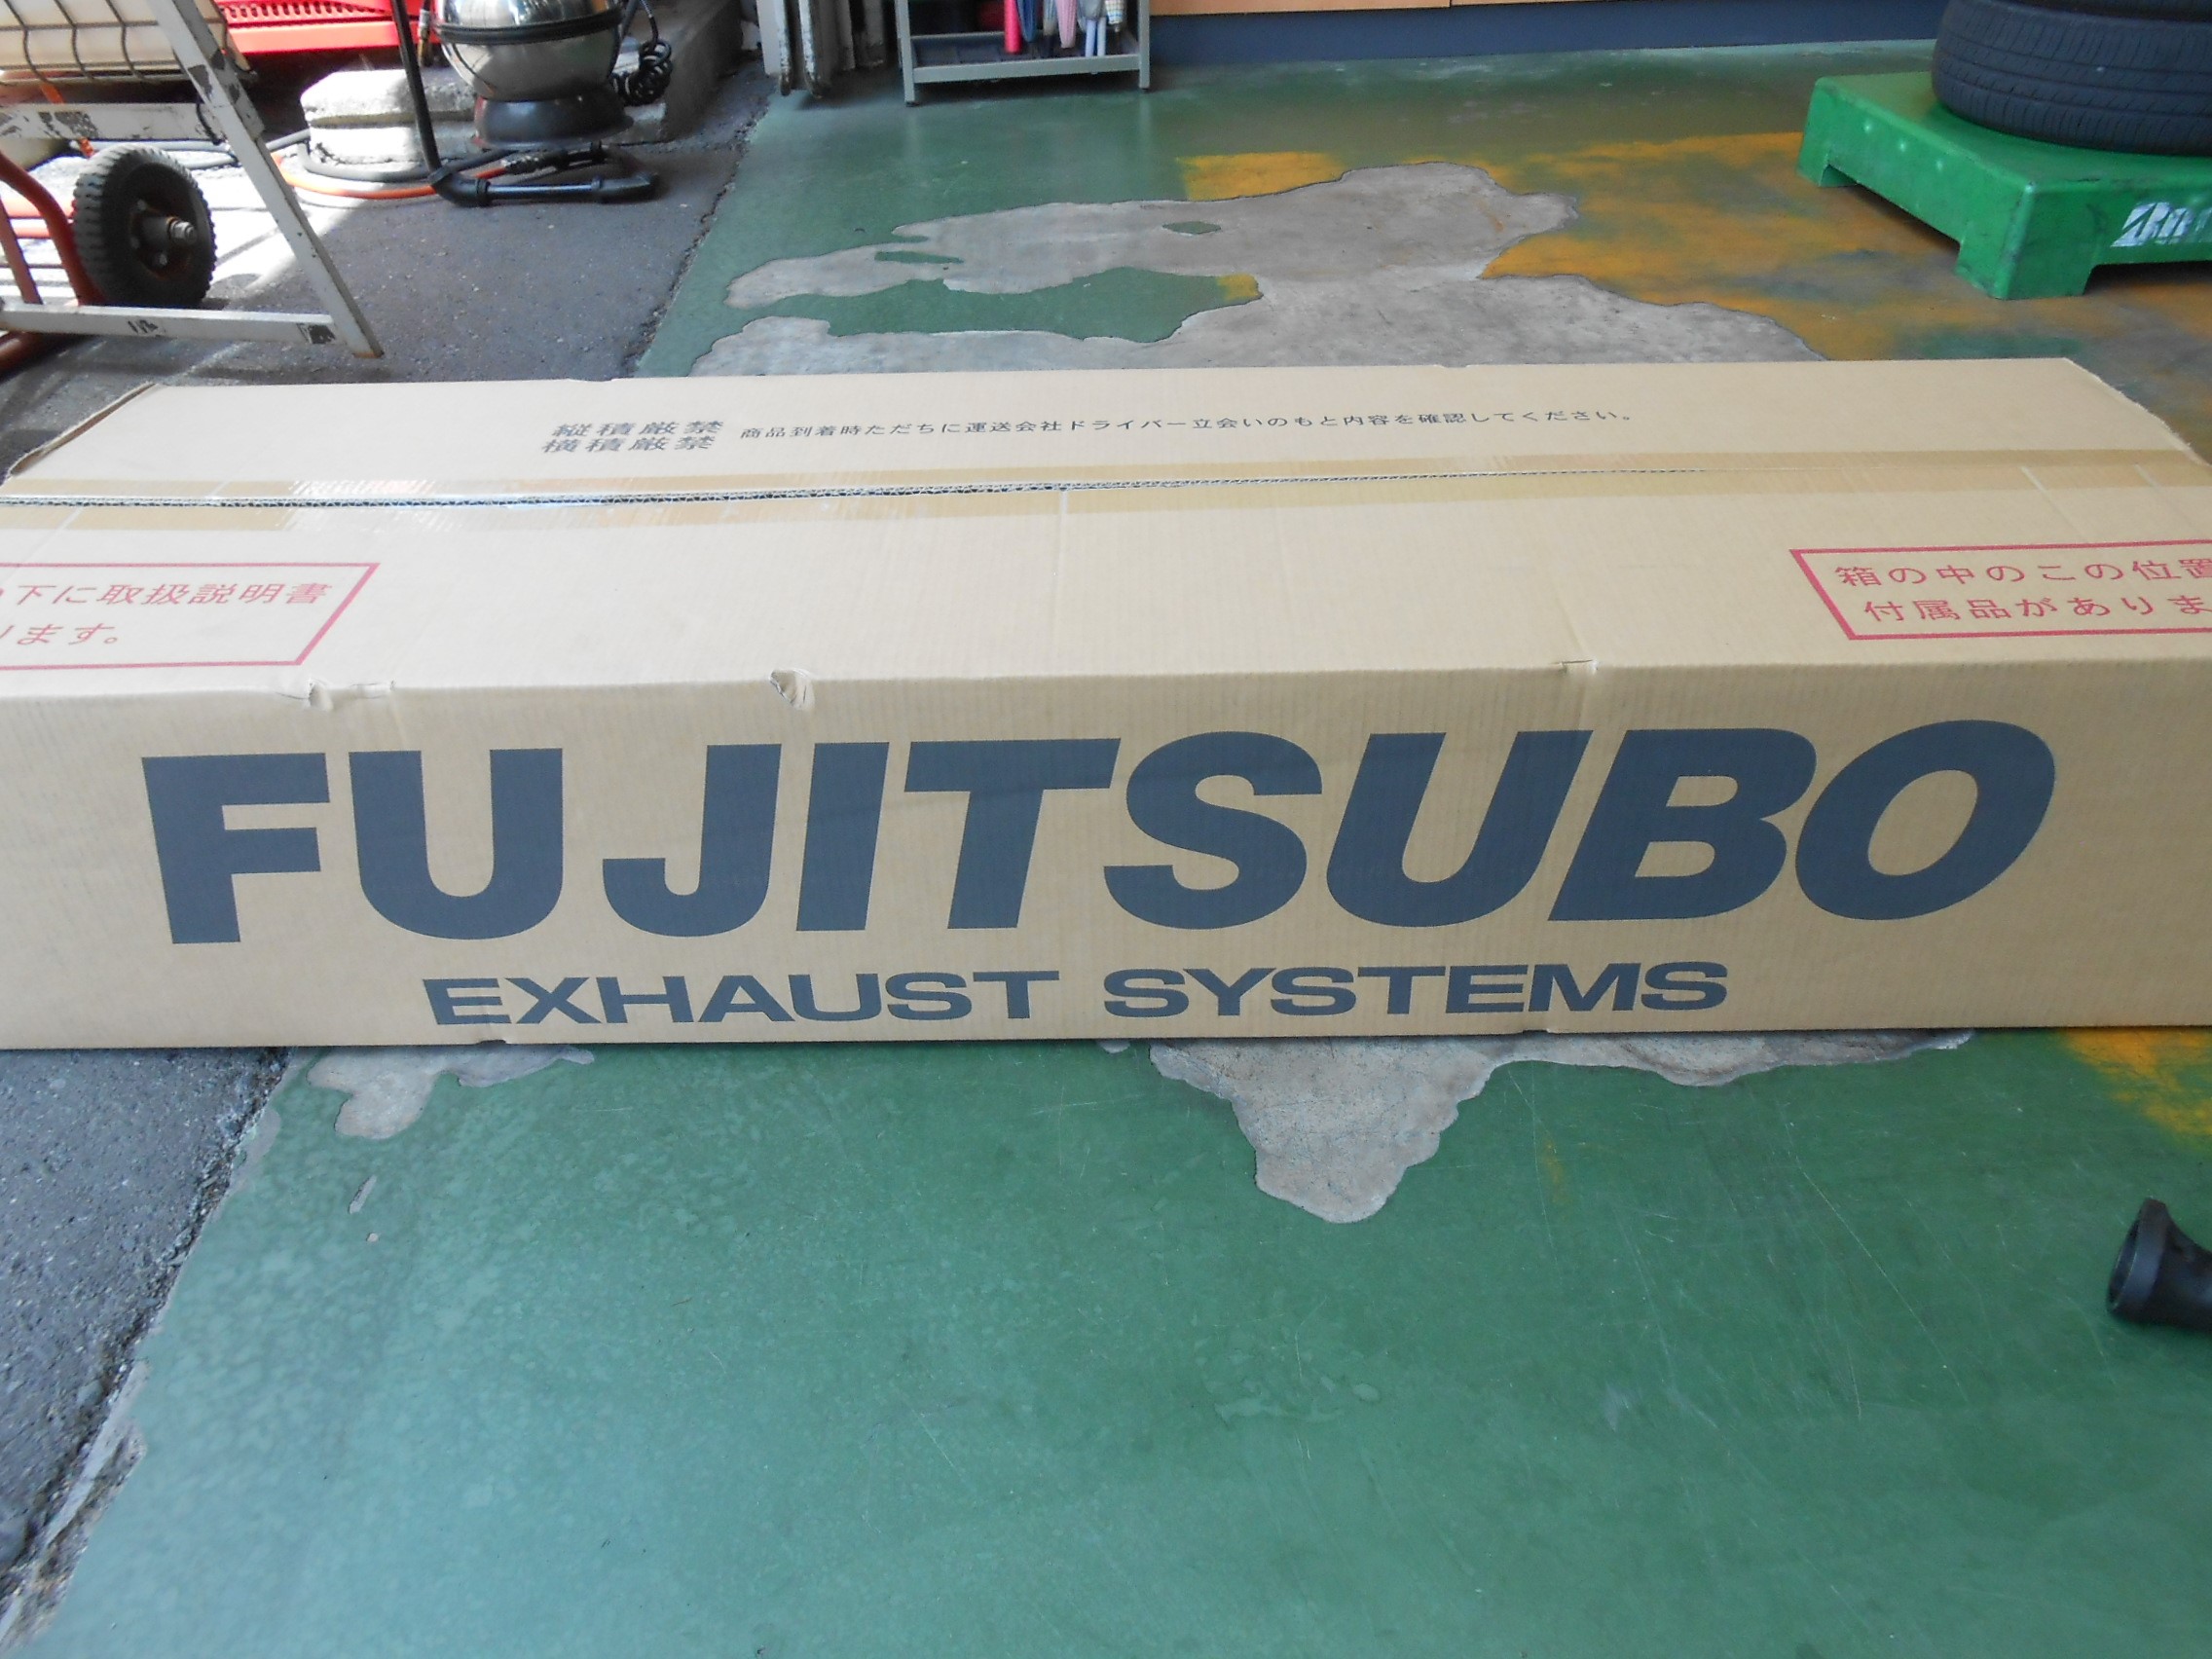 縦積厳禁
横積厳禁
商品到着時ただちに運送会社ドライバー立会いのもと内容を確認してください。
下に取扱説明書
ります。
箱の中のこの位置
付属品がありま
FUJITSUBO
EXHAUST SYSTEMS